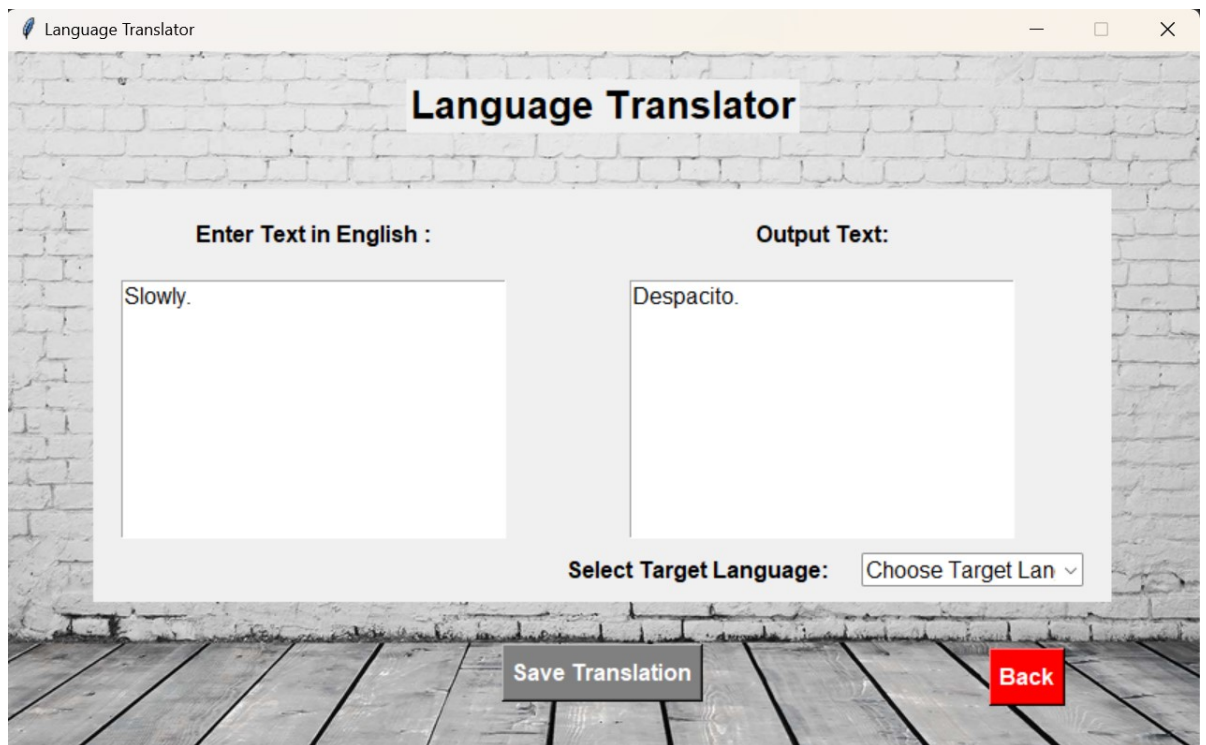 Language Translator
Language Translator
Enter Text in English :
Output Text:
Slowly.
Despacito.
Select Target Language:
Choose Target Lan
Save Translation
Back